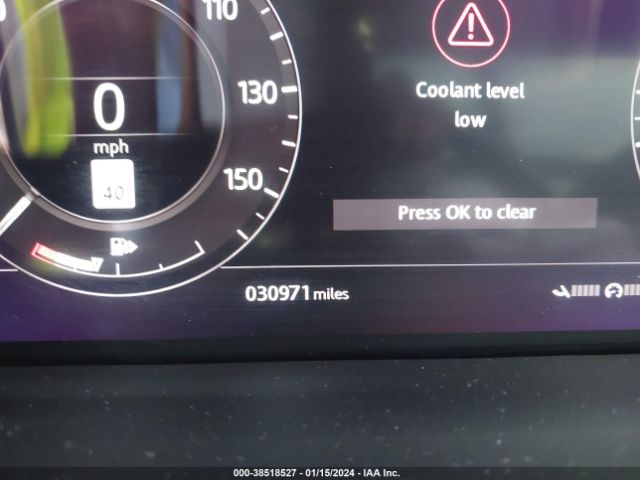 110
130
150
0
mph
40
Coolant level
low
Press OK to clear
030971 miles
000-38518527 - 01/15/2024 - IAA Inc.